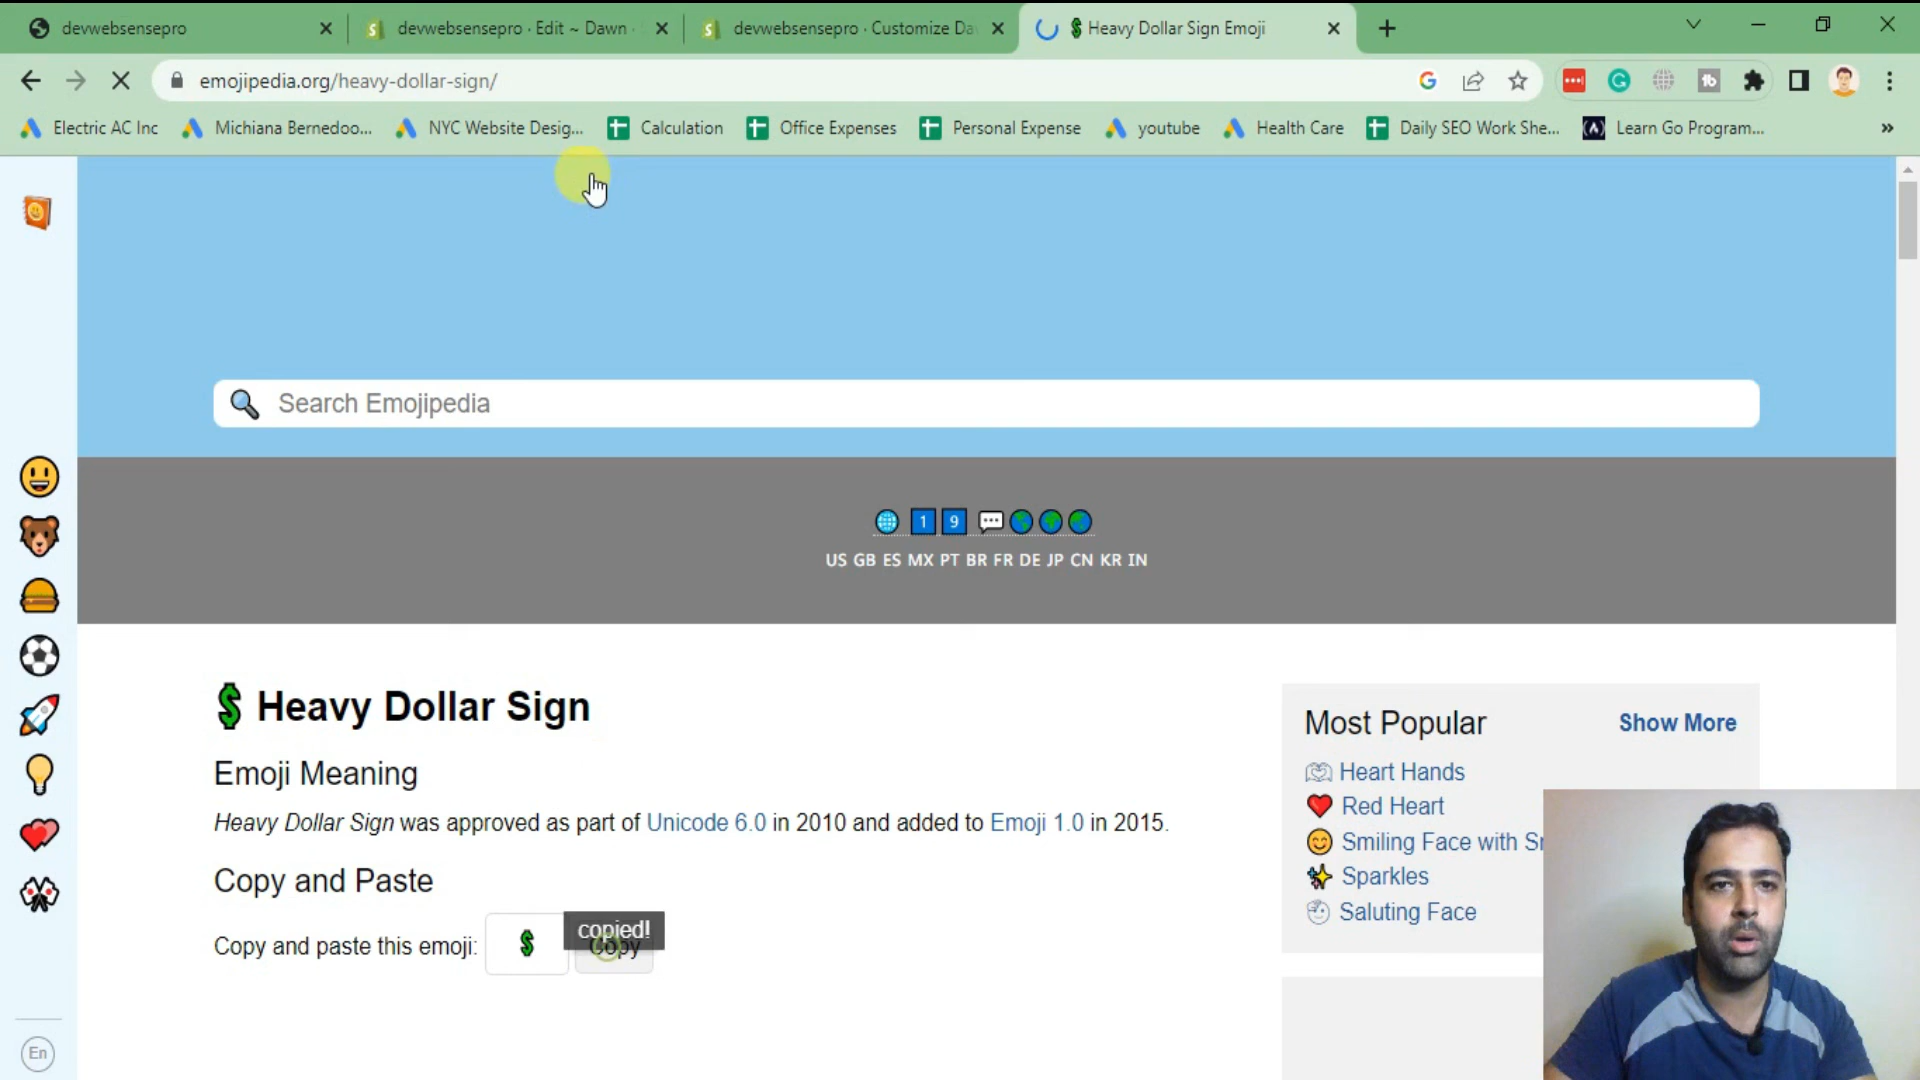 devwebsensepro
devwebsensepro · Edit ~ Dawn ·
devwebsensepro · Customize Da
Heavy Dollar Sign Emoji
emojipedia.org/heavy-dollar-sign/
Electric AC Inc
Michiana Bernedoo...
NYC Website Desig...
Calculation
Office Expenses
Personal Expense
youtube
Health Care
Daily SEO Work She...
Learn Go Program...
Search Emojipedia
1 9
US GB ES MX PT BR FR DE JP CN KR IN
Heavy Dollar Sign
Emoji Meaning
Heavy Dollar Sign was approved as part of Unicode 6.0 in 2010 and added to Emoji 1.0 in 2015.
Copy and Paste
Copy and paste this emoji: 💲 Copy
copied!
Most Popular
Show More
Heart Hands
Red Heart
Smiling Face with
Sparkles
Saluting Face
En